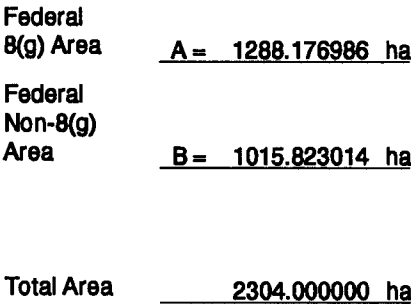 Federal
8(g) Area A = 1288.176986 ha
Federal
Non-8(g)
Area B = 1015.823014 ha
Total Area 2304.000000 ha